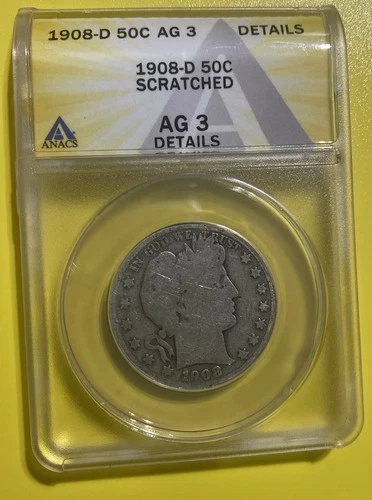 1908-D 50C AG 3 DETAILS
1908-D 50C
SCRATCHED
AG 3
DETAILS
ANACS
IN GOD WE TRUST
1908